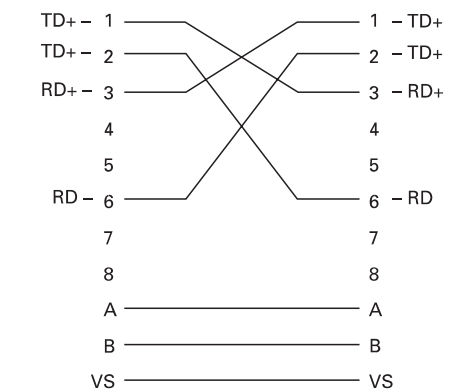 TD+ – 1 1 – TD+
TD+ – 2 2 – TD+
RD+ – 3 3 – RD+
4 4
5 5
RD – 6 6 – RD
7 7
8 8
A A
B B
VS VS